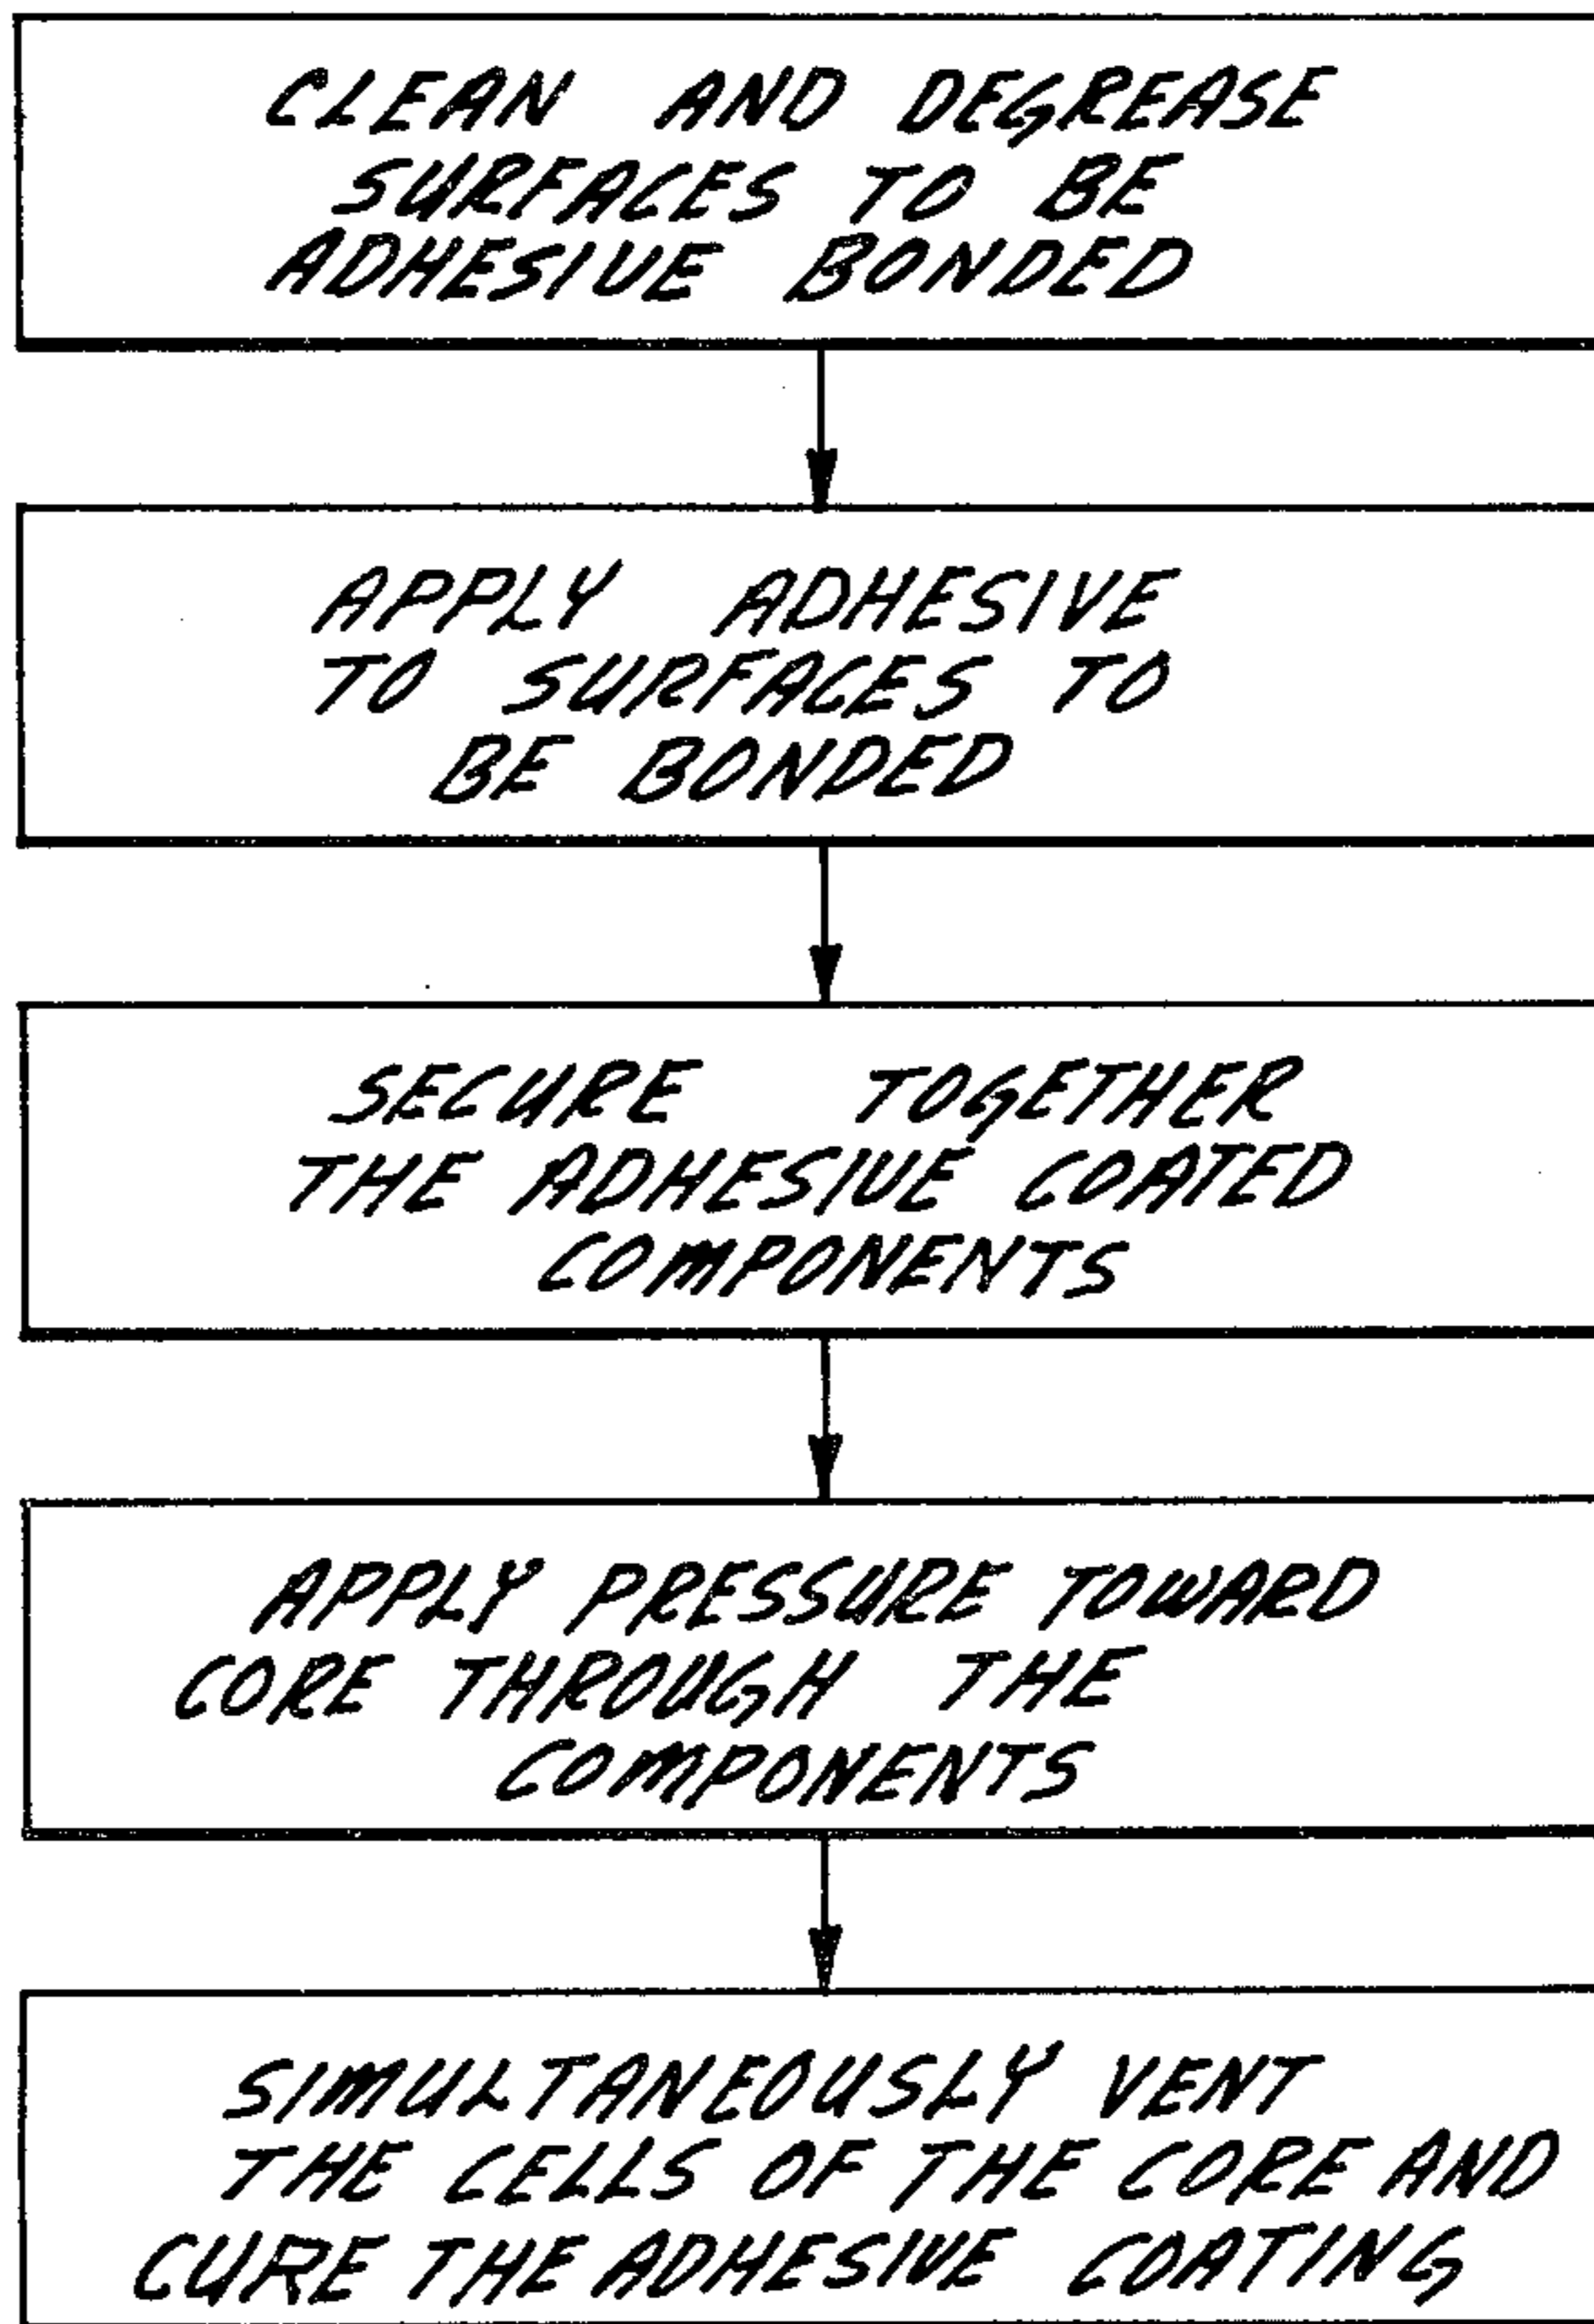 CLEAN AND DEGREASE
SURFACES TO BE
ADHESIVE BONDED
APPLY ADHESIVE
TO SURFACES TO
BE BONDED
SECURE TOGETHER
THE ADHESIVE COATED
COMPONENTS
APPLY PRESSURE TOWARD
CORE THROUGH THE
COMPONENTS
SIMULTANEOUSLY VENT
THE CELLS OF THE CORE AND
CURE THE ADHESIVE COATING